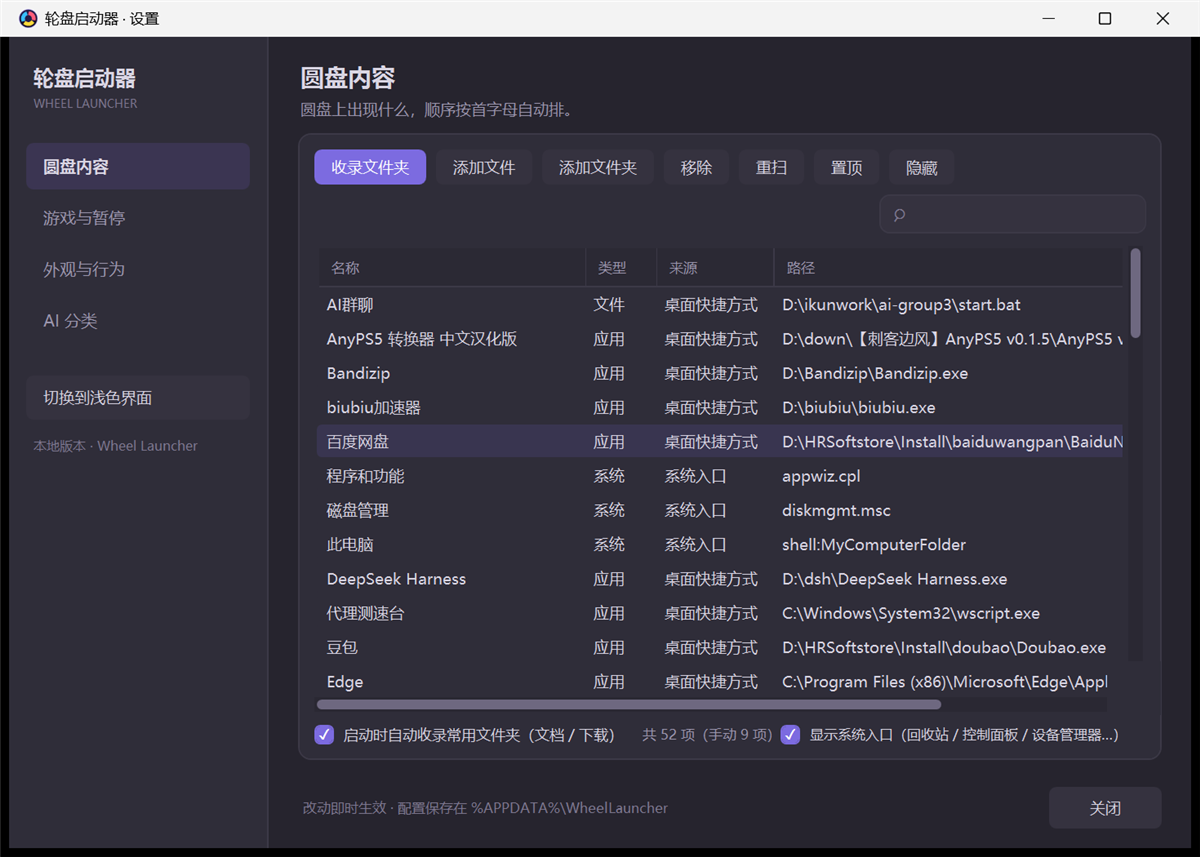 轮盘启动器 · 设置
轮盘启动器
WHEEL LAUNCHER
圆盘内容
游戏与暂停
外观与行为
AI 分类
切换到浅色界面
本地版本 · Wheel Launcher
圆盘内容
圆盘上出现什么，顺序按首字母自动排。
收录文件夹 添加文件 添加文件夹 移除 重扫 置顶 隐藏
名称 类型 来源 路径
AI群聊 文件 桌面快捷方式 D:\ikunwork\ai-group3\start.bat
AnyPS5 转换器 中文汉化版 应用 桌面快捷方式 D:\down\【刺客边风】AnyPS5 v0.1.5\AnyPS5 v
Bandizip 应用 桌面快捷方式 D:\Bandizip\Bandizip.exe
biubiu加速器 应用 桌面快捷方式 D:\biubiu\biubiu.exe
百度网盘 应用 桌面快捷方式 D:\HRSoftstore\Install\baiduwangpan\BaiduN
程序和功能 系统 系统入口 appwiz.cpl
磁盘管理 系统 系统入口 diskmgmt.msc
此电脑 系统 系统入口 shell:MyComputerFolder
DeepSeek Harness 应用 桌面快捷方式 D:\dsh\DeepSeek Harness.exe
代理测速台 应用 桌面快捷方式 C:\Windows\System32\wscript.exe
豆包 应用 桌面快捷方式 D:\HRSoftstore\Install\doubao\Doubao.exe
Edge 应用 桌面快捷方式 C:\Program Files (x86)\Microsoft\Edge\Appl
启动时自动收录常用文件夹（文档 / 下载） 共 52 项（手动 9 项） 显示系统入口（回收站 / 控制面板 / 设备管理器...）
改动即时生效 · 配置保存在 %APPDATA%\WheelLauncher
关闭